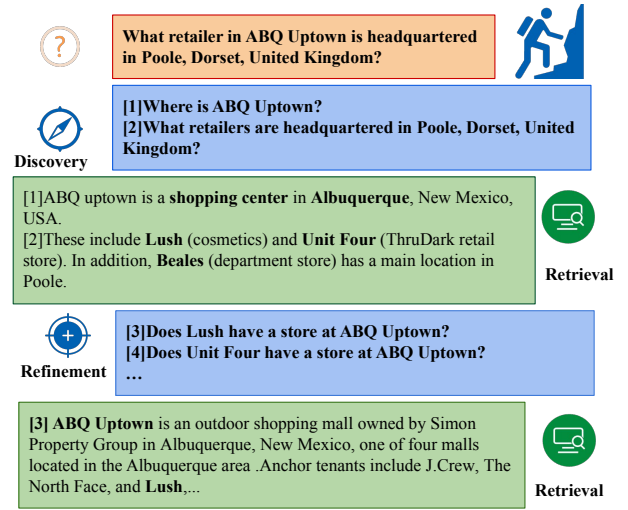 ?
What retailer in ABQ Uptown is headquartered
in Poole, Dorset, United Kingdom?
[1]Where is ABQ Uptown?
[2]What retailers are headquartered in Poole, Dorset, United
Kingdom?
Discovery
[1]ABQ uptown is a shopping center in Albuquerque, New Mexico,
USA.
[2]These include Lush (cosmetics) and Unit Four (ThruDark retail
store). In addition, Beales (department store) has a main location in
Poole.
Retrieval
[3]Does Lush have a store at ABQ Uptown?
[4]Does Unit Four have a store at ABQ Uptown?
…
Refinement
[3] ABQ Uptown is an outdoor shopping mall owned by Simon
Property Group in Albuquerque, New Mexico, one of four malls
located in the Albuquerque area .Anchor tenants include J.Crew, The
North Face, and Lush,...
Retrieval